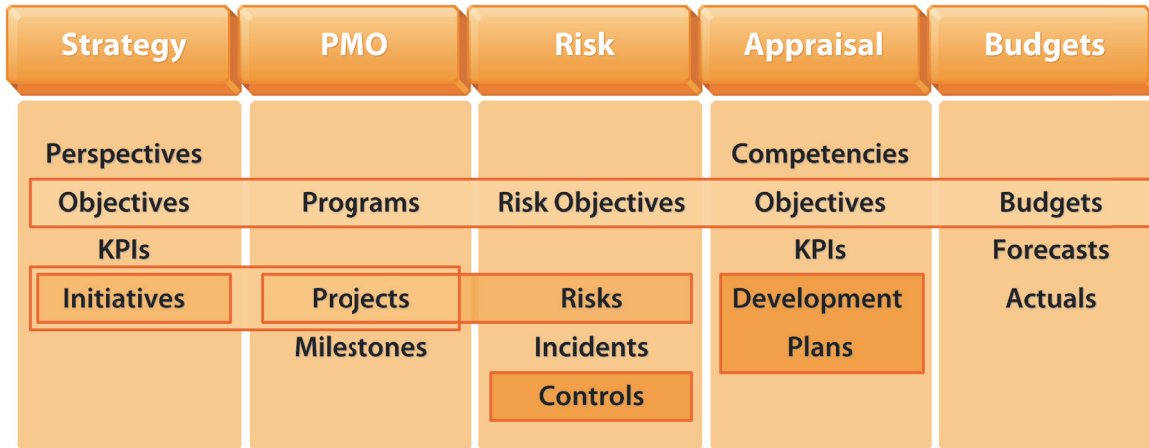 Strategy PMO Risk Appraisal Budgets
Perspectives Competencies
Objectives Programs Risk Objectives Objectives Budgets
KPIs KPIs Forecasts
Initiatives Projects Risks Development Actuals
Milestones Incidents Plans
Controls